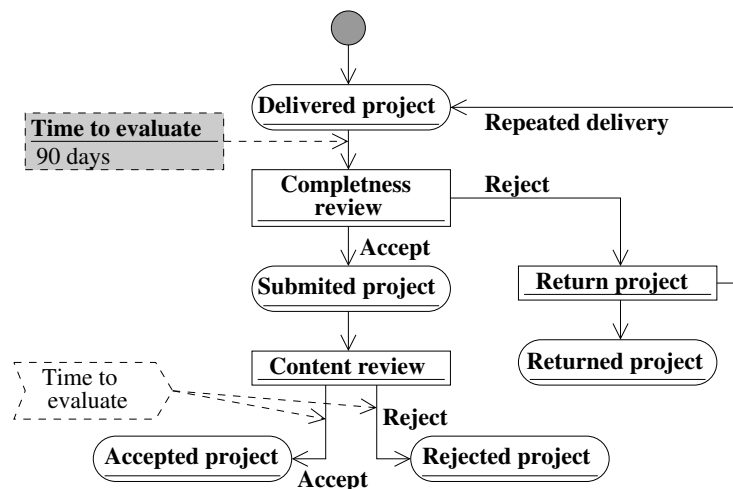 Delivered project
Repeated delivery
Time to evaluate
90 days
Completness
review
Reject
Accept
Submited project
Return project
Content review
Returned project
Time to
evaluate
Reject
Accepted project
Rejected project
Accept